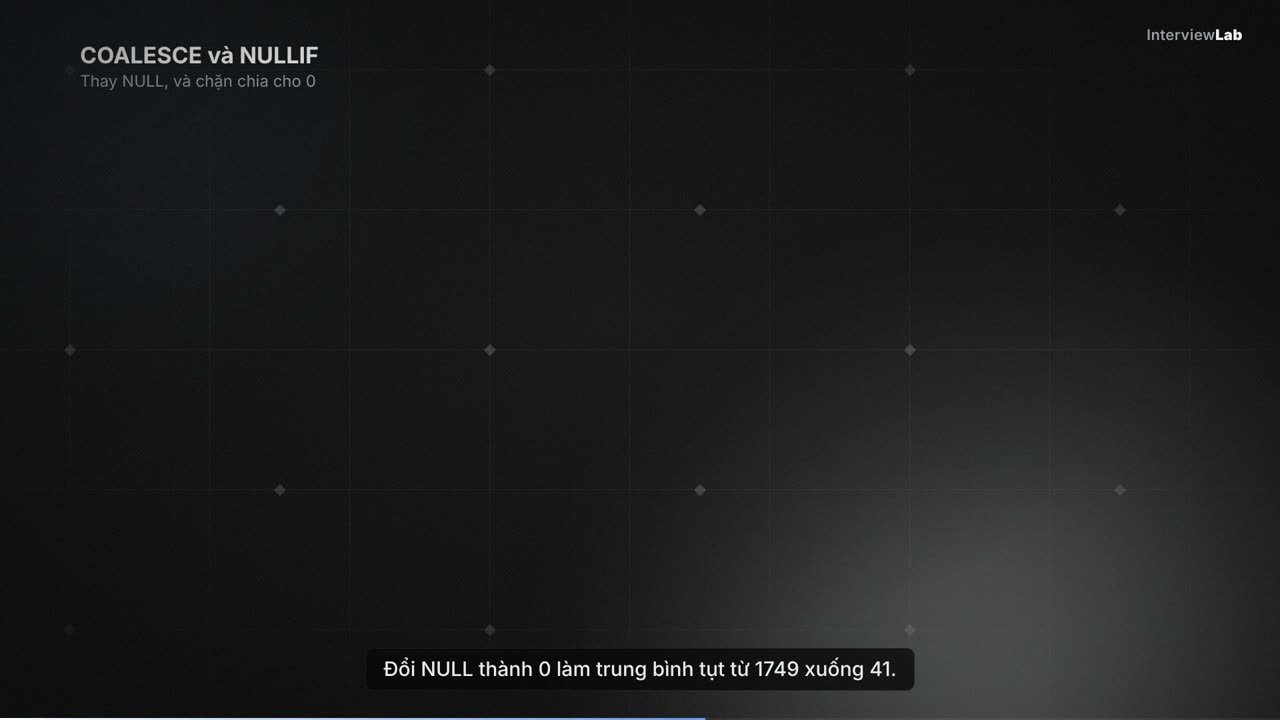 COALESCE và NULLIF
Thay NULL, và chặn chia cho 0
InterviewLab
Đổi NULL thành 0 làm trung bình tụt từ 1749 xuống 41.